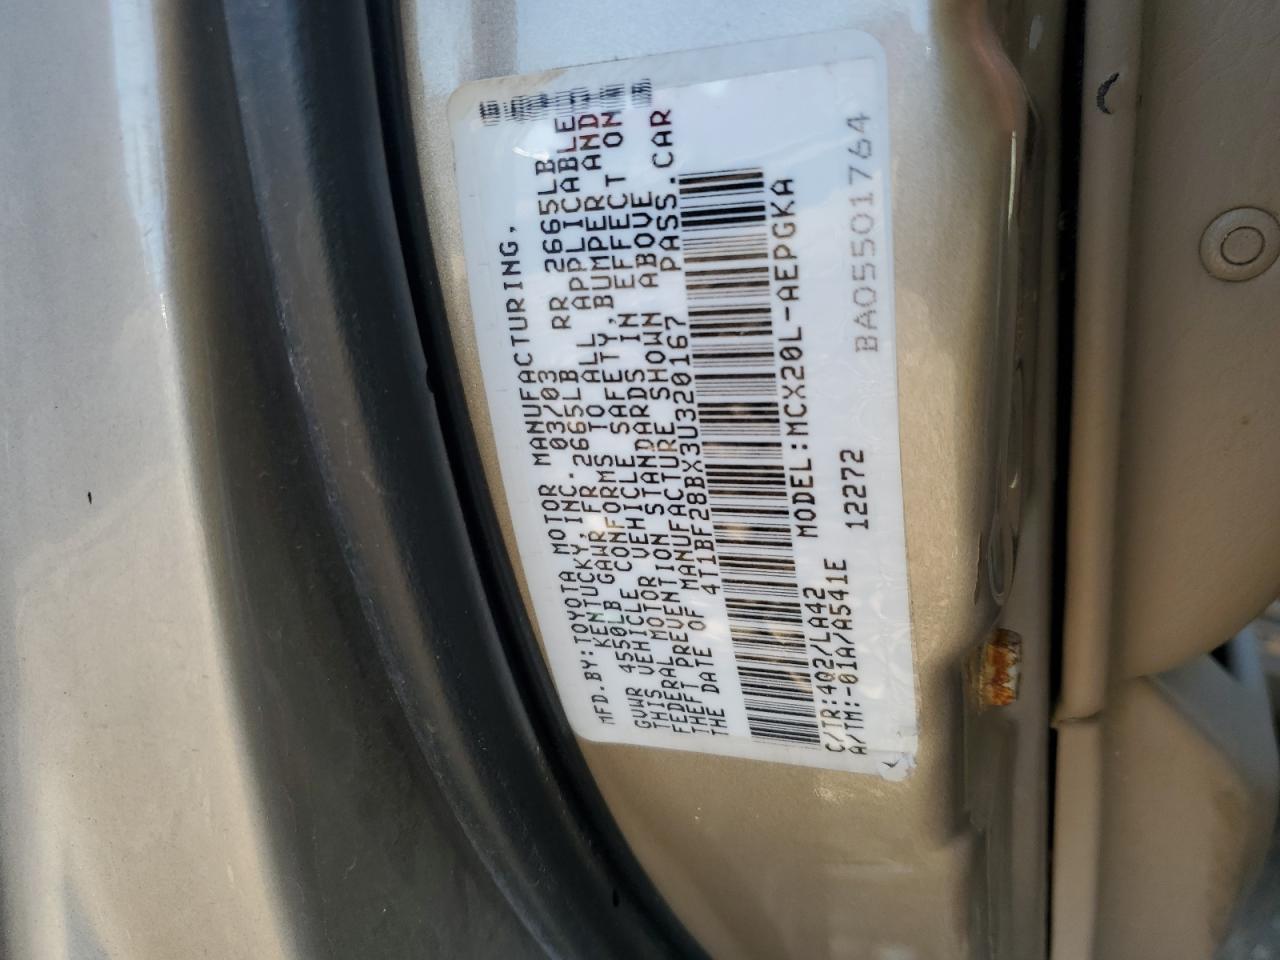 MFD.BY:TOYOTA MOTOR MANUFACTURING,
KENTUCKY,INC. 03/03
GVWR 4550LB GAWR FR 2665LB RR 2665LB
THIS VEHICLE CONFORMS TO ALL APPLICABLE
FEDERAL MOTOR VEHICLE SAFETY,BUMPER AND
THEFT PREVENTION STANDARDS IN EFFECT ON
THE DATE OF MANUFACTURE SHOWN ABOVE
4T1BF28BX3U320167 PASS.CAR
MODEL:MCX20L-AEPGKA
C/TR:4Q2/LA42
A/TM:-01A/A541E 12272 BA05501764